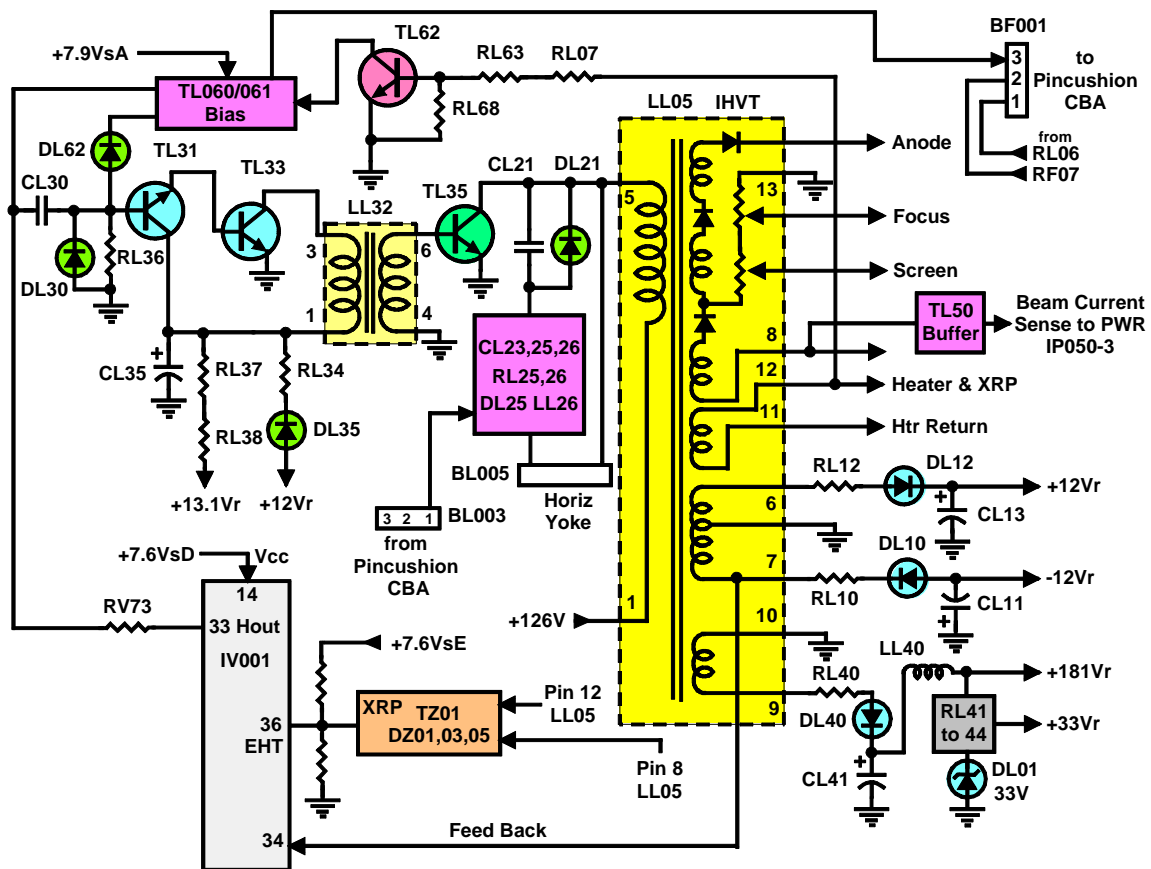 BF001
+7.9VsA
TL62
RL63
RL07
3
2
1
to
Pincushion
CBA
TL060/061
Bias
RL68
LL05
IHVT
from
RL06
RF07
DL62
TL31
Anode
CL30
TL33
CL21
DL21
13
TL35
5
LL32
Focus
3
6
RL36
Screen
DL30
TL50
Buffer
Beam Current
Sense to PWR
IP050-3
1
4
8
CL35
+
RL37
RL34
CL23,25,26
RL25,26
DL25 LL26
12
Heater & XRP
11
Htr Return
RL38
DL35
BL005
RL12
DL12
+13.1Vr
+12Vr
Horiz
Yoke
6
+12Vr
+
CL13
3 2 1
BL003
from
Pincushion
CBA
DL10
7
-12Vr
+7.6VsD
Vcc
RL10
CL11
+
14
1
10
RV73
33 Hout
+126V
IV001
+7.6VsE
LL40
RL40
+181Vr
XRP
TZ01
DZ01,03,05
Pin 12
LL05
36
EHT
9
DL40
RL41
to 44
+33Vr
Pin 8
LL05
+
CL41
DL01
33V
34
Feed Back